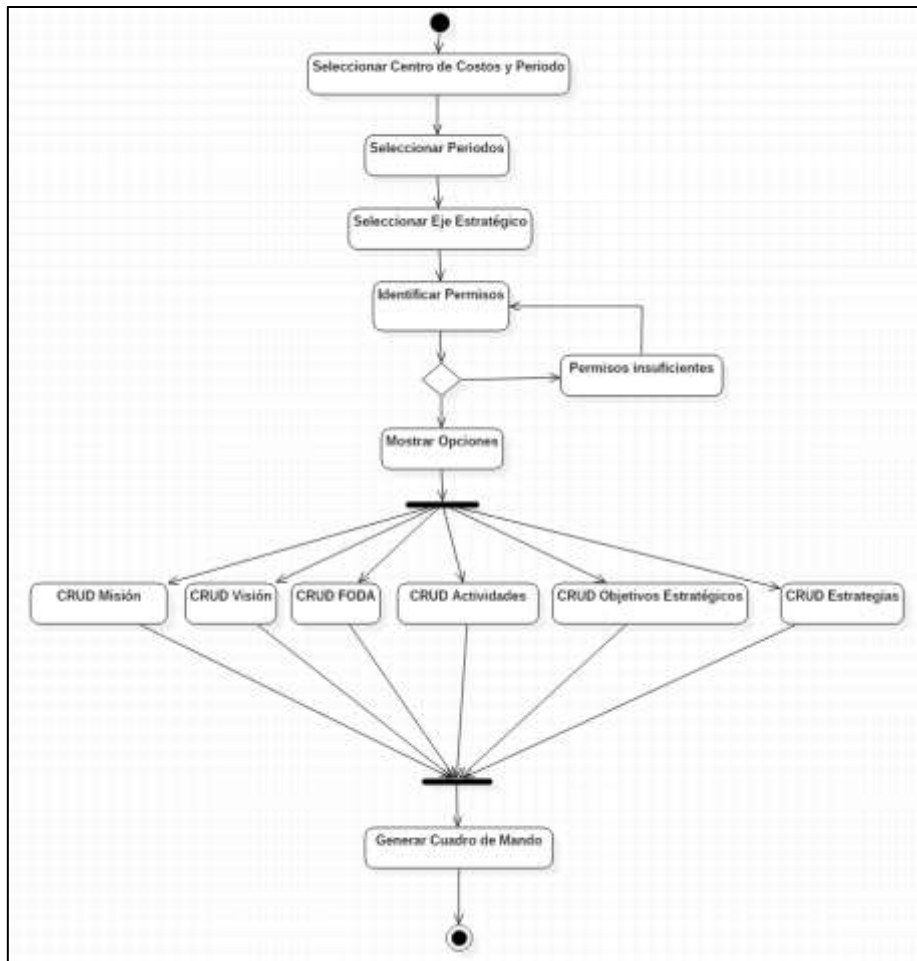 Seleccionar Centro de Costos y Periodo
Seleccionar Periodos
Seleccionar Eje Estratégico
Identificar Permisos
Permisos insuficientes
Mostrar Opciones
CRUD Misión
CRUD Visión
CRUD FODA
CRUD Actividades
CRUD Objetivos Estratégicos
CRUD Estrategias
Generar Cuadro de Mando